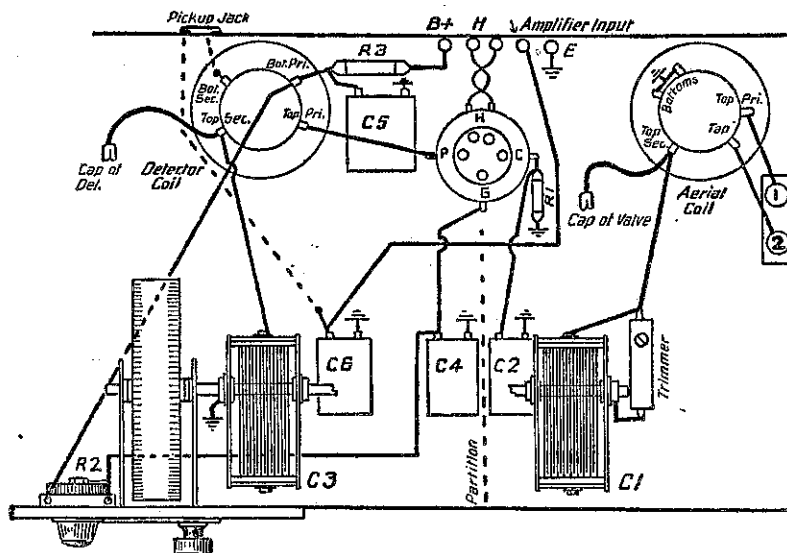 Pickup Jack
B+
H
Amplifier Input
E
R3
Bot. Pri.
Bot. Sec.
Top Sec.
Top Pri.
C5
H
P
C
G
R1
Cap of Det.
Detector Coil
Bottoms
Top Pri.
Tap
Top Sec.
Aerial Coil
Cap of Valve
1
2
C6
C4
C2
Trimmer
R2
C3
Partition
C1